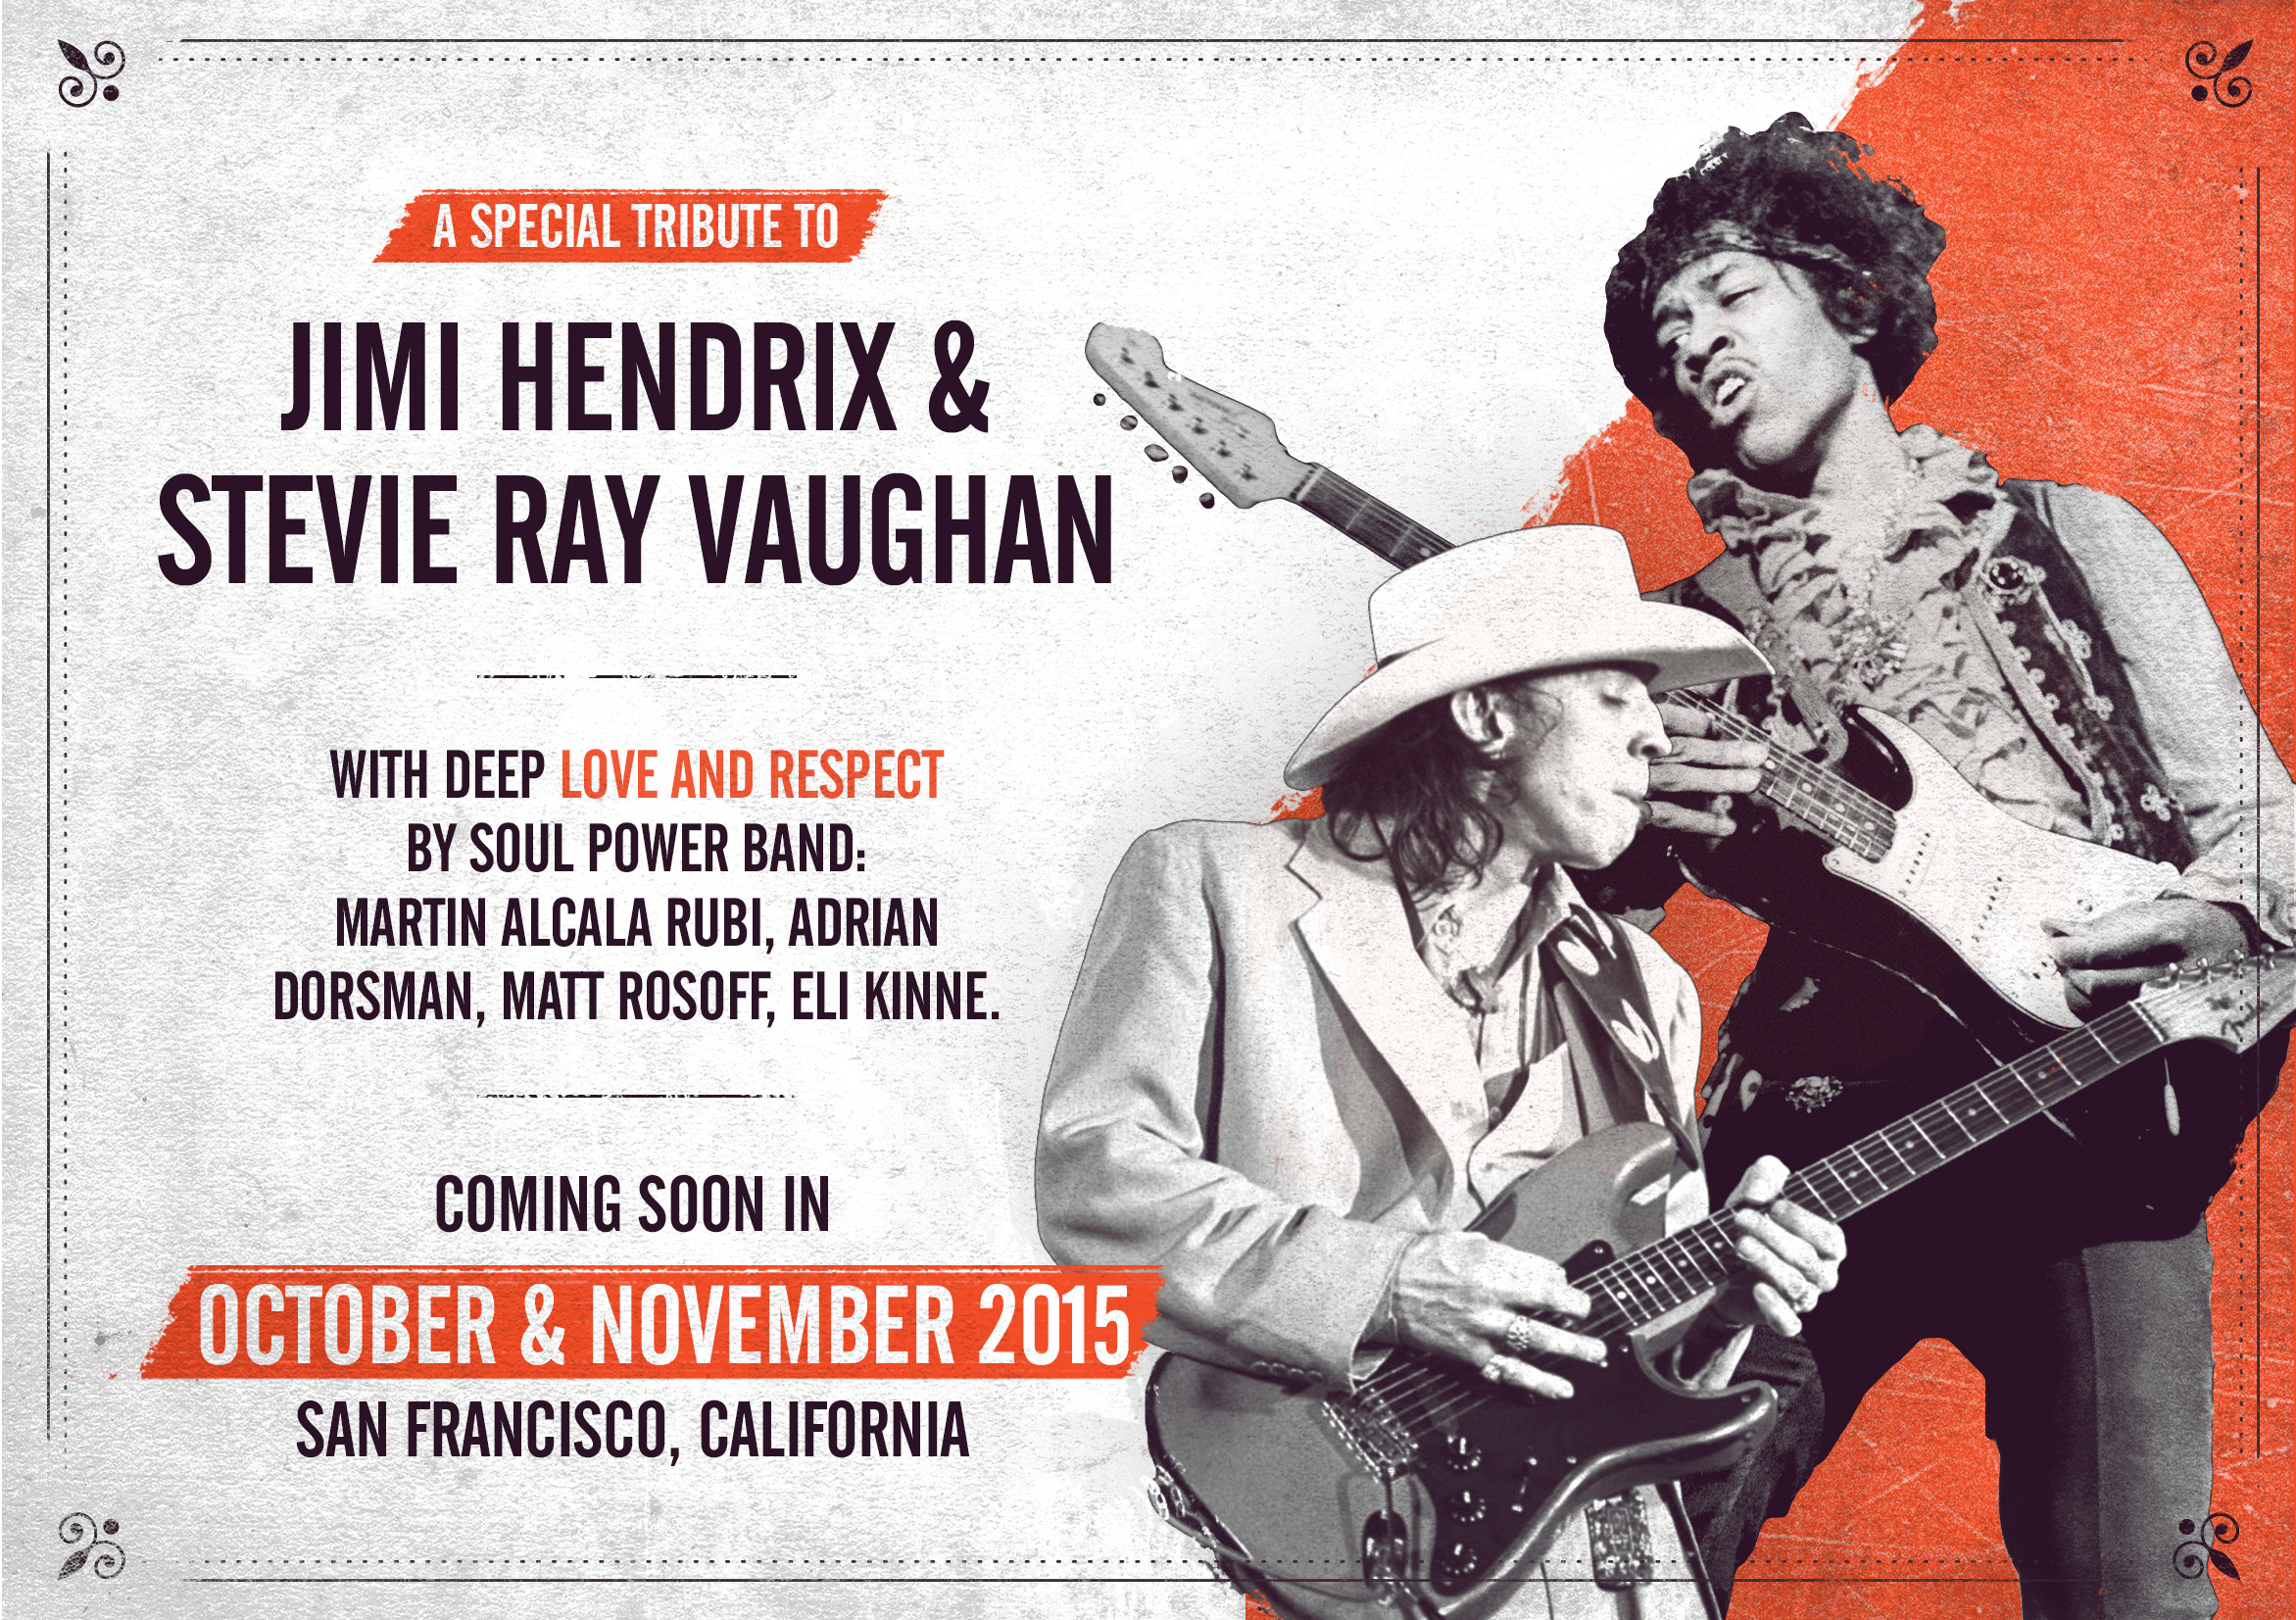 A SPECIAL TRIBUTE TO
JIMI HENDRIX &
STEVIE RAY VAUGHAN
WITH DEEP LOVE AND RESPECT
BY SOUL POWER BAND:
MARTIN ALCALA RUBI, ADRIAN
DORSMAN, MATT ROSOFF, ELI KINNE.
COMING SOON IN
OCTOBER & NOVEMBER 2015
SAN FRANCISCO, CALIFORNIA